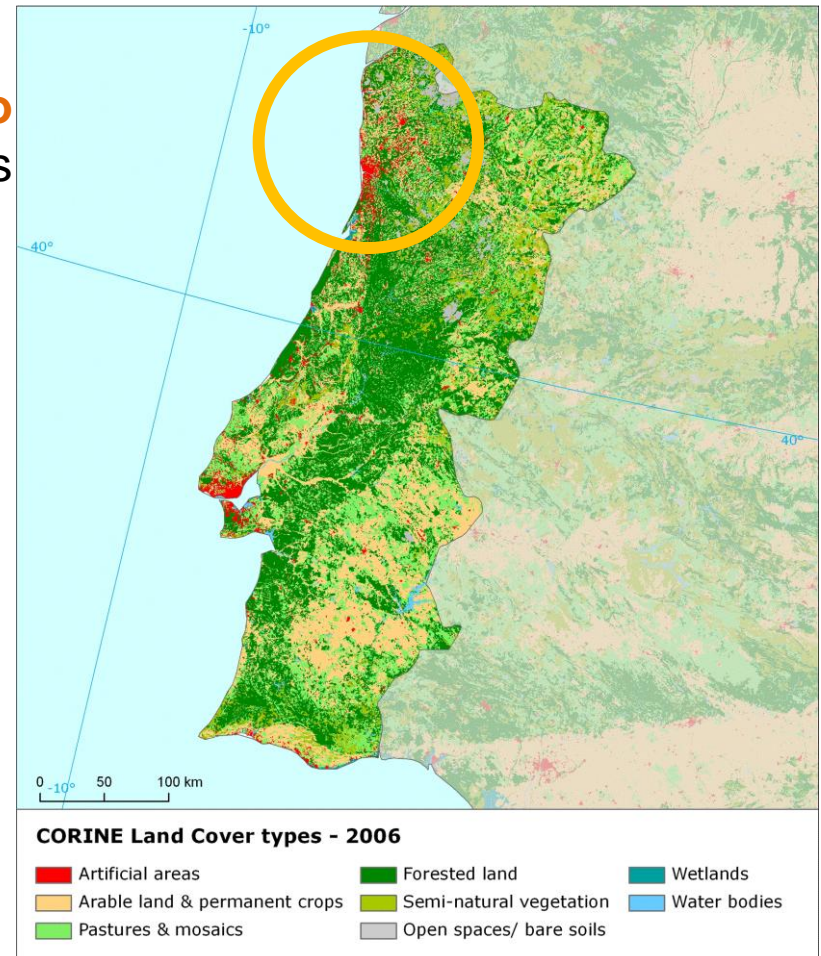 -10°
o
s
40°
40°
0 50 100 km
-10°
CORINE Land Cover types - 2006
Artificial areas
Forested land
Wetlands
Arable land & permanent crops
Semi-natural vegetation
Water bodies
Pastures & mosaics
Open spaces/ bare soils